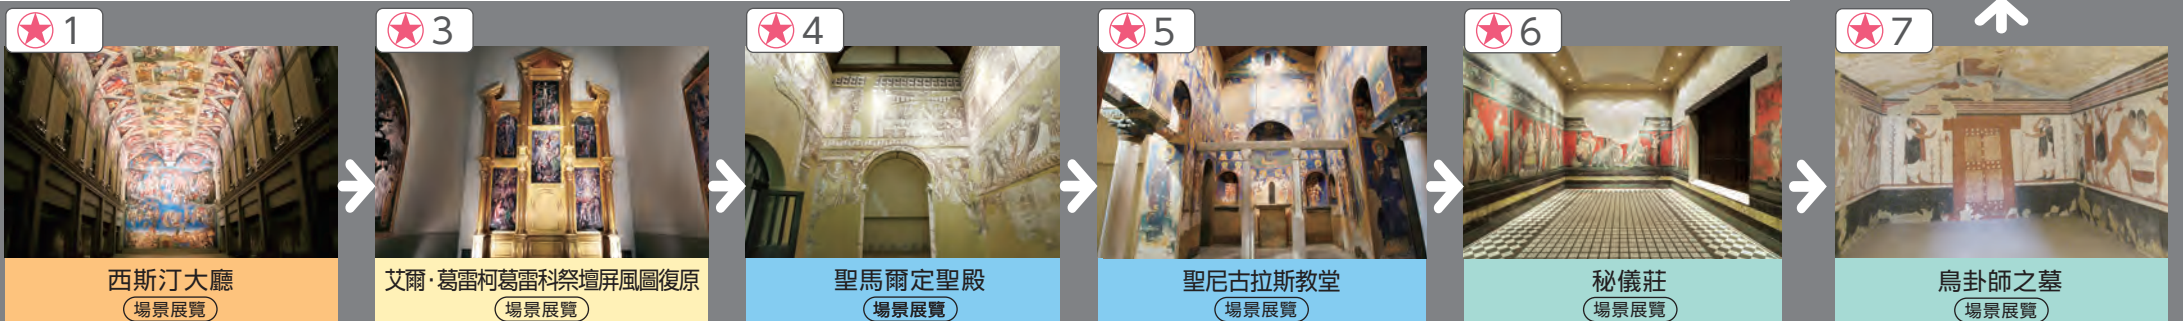 1
西斯汀大廳
場景展覽
3
艾爾·葛雷柯葛雷科祭壇屏風圖復原
場景展覽
4
聖馬爾定聖殿
場景展覽
5
聖尼古拉斯教堂
場景展覽
6
秘儀莊
場景展覽
7
鳥卦師之墓
場景展覽